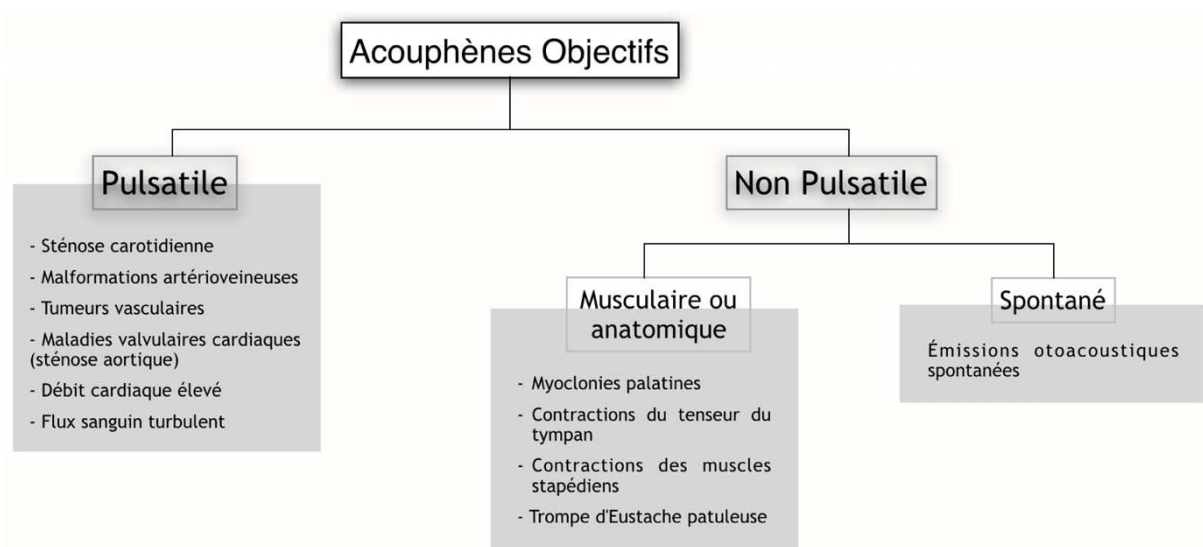 Acouphènes Objectifs
Pulsatile
- Sténose carotidienne
- Malformations artérioveineuses
- Tumeurs vasculaires
- Maladies valvulaires cardiaques
(sténose aortique)
- Débit cardiaque élevé
- Flux sanguin turbulent
Non Pulsatile
Musculaire ou
anatomique
- Myoclonies palatines
- Contractions du tenseur du
tympan
- Contractions des muscles
stapédiens
- Trompe d'Eustache patuleuse
Spontané
Émissions otoacoustiques
spontanées